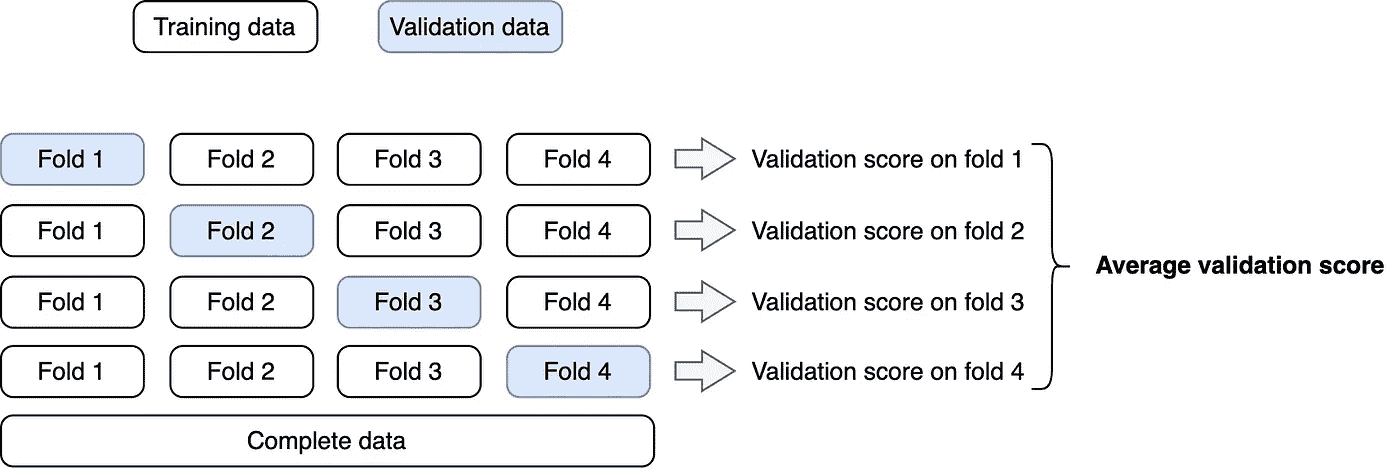 Training data
Validation data
Fold 1 Fold 2 Fold 3 Fold 4 Validation score on fold 1
Fold 1 Fold 2 Fold 3 Fold 4 Validation score on fold 2
Average validation score
Fold 1 Fold 2 Fold 3 Fold 4 Validation score on fold 3
Fold 1 Fold 2 Fold 3 Fold 4 Validation score on fold 4
Complete data